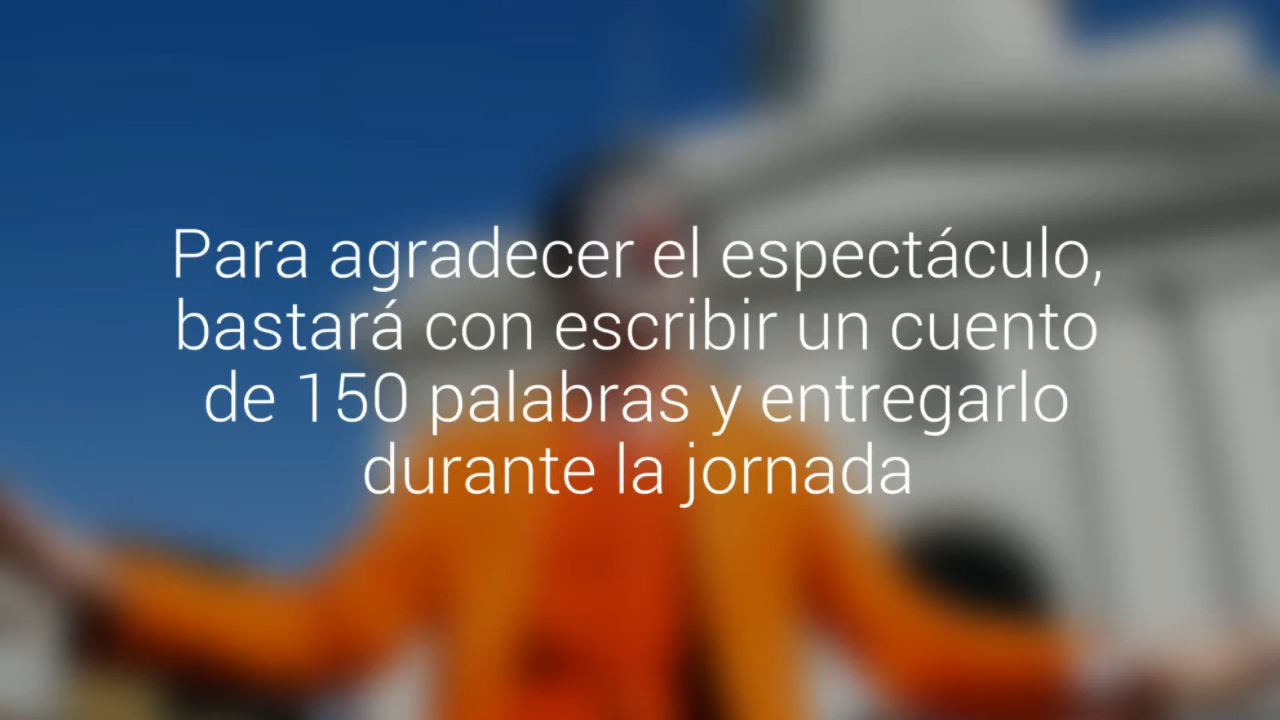 Para agradecer el espectáculo,
bastará con escribir un cuento
de 150 palabras y entregarlo
durante la jornada